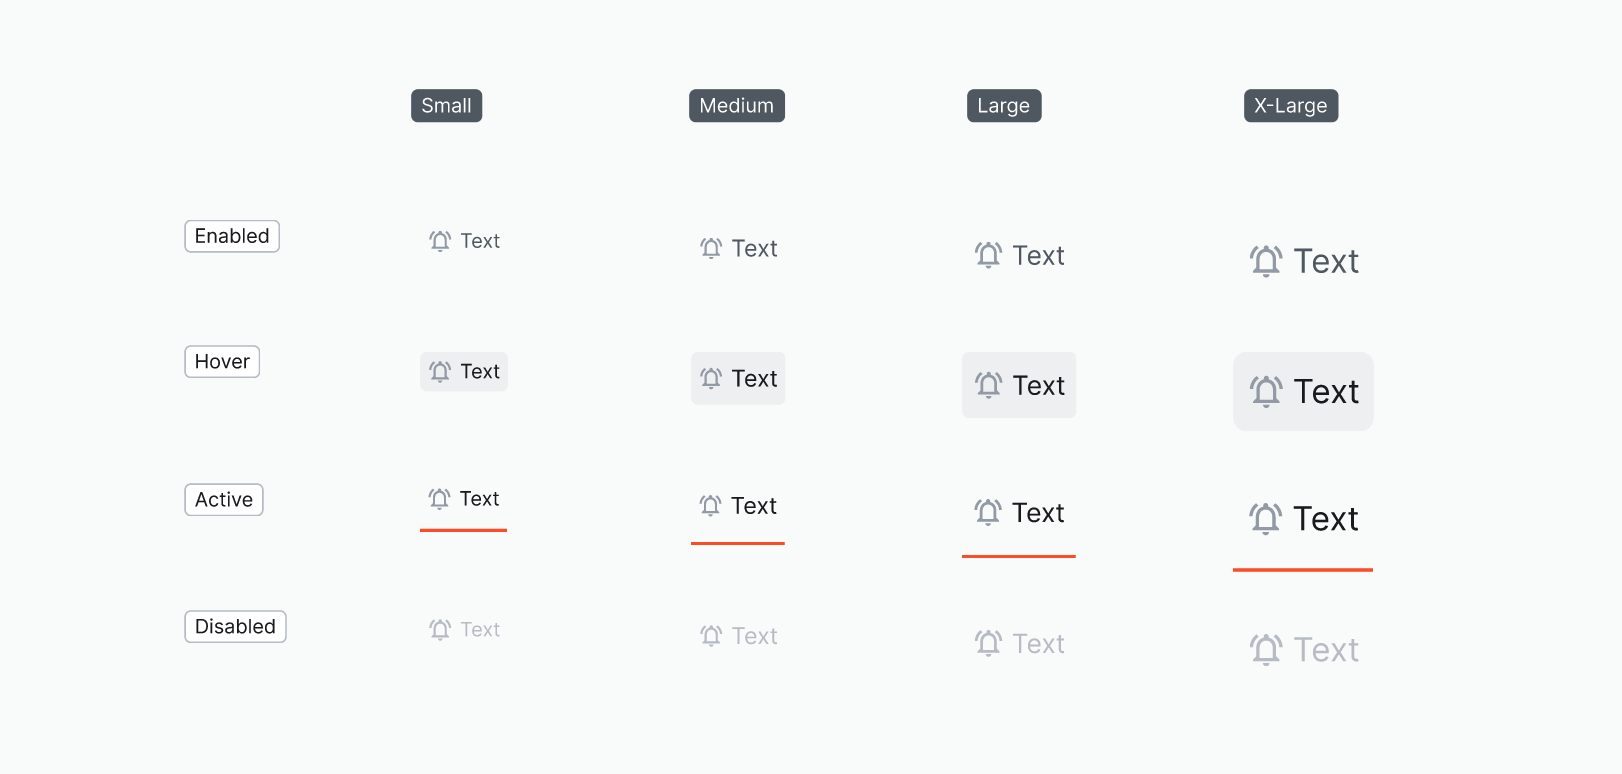 Small Medium Large X-Large
Enabled Text Text Text Text
Hover Text Text Text Text
Active Text Text Text Text
Disabled Text Text Text Text